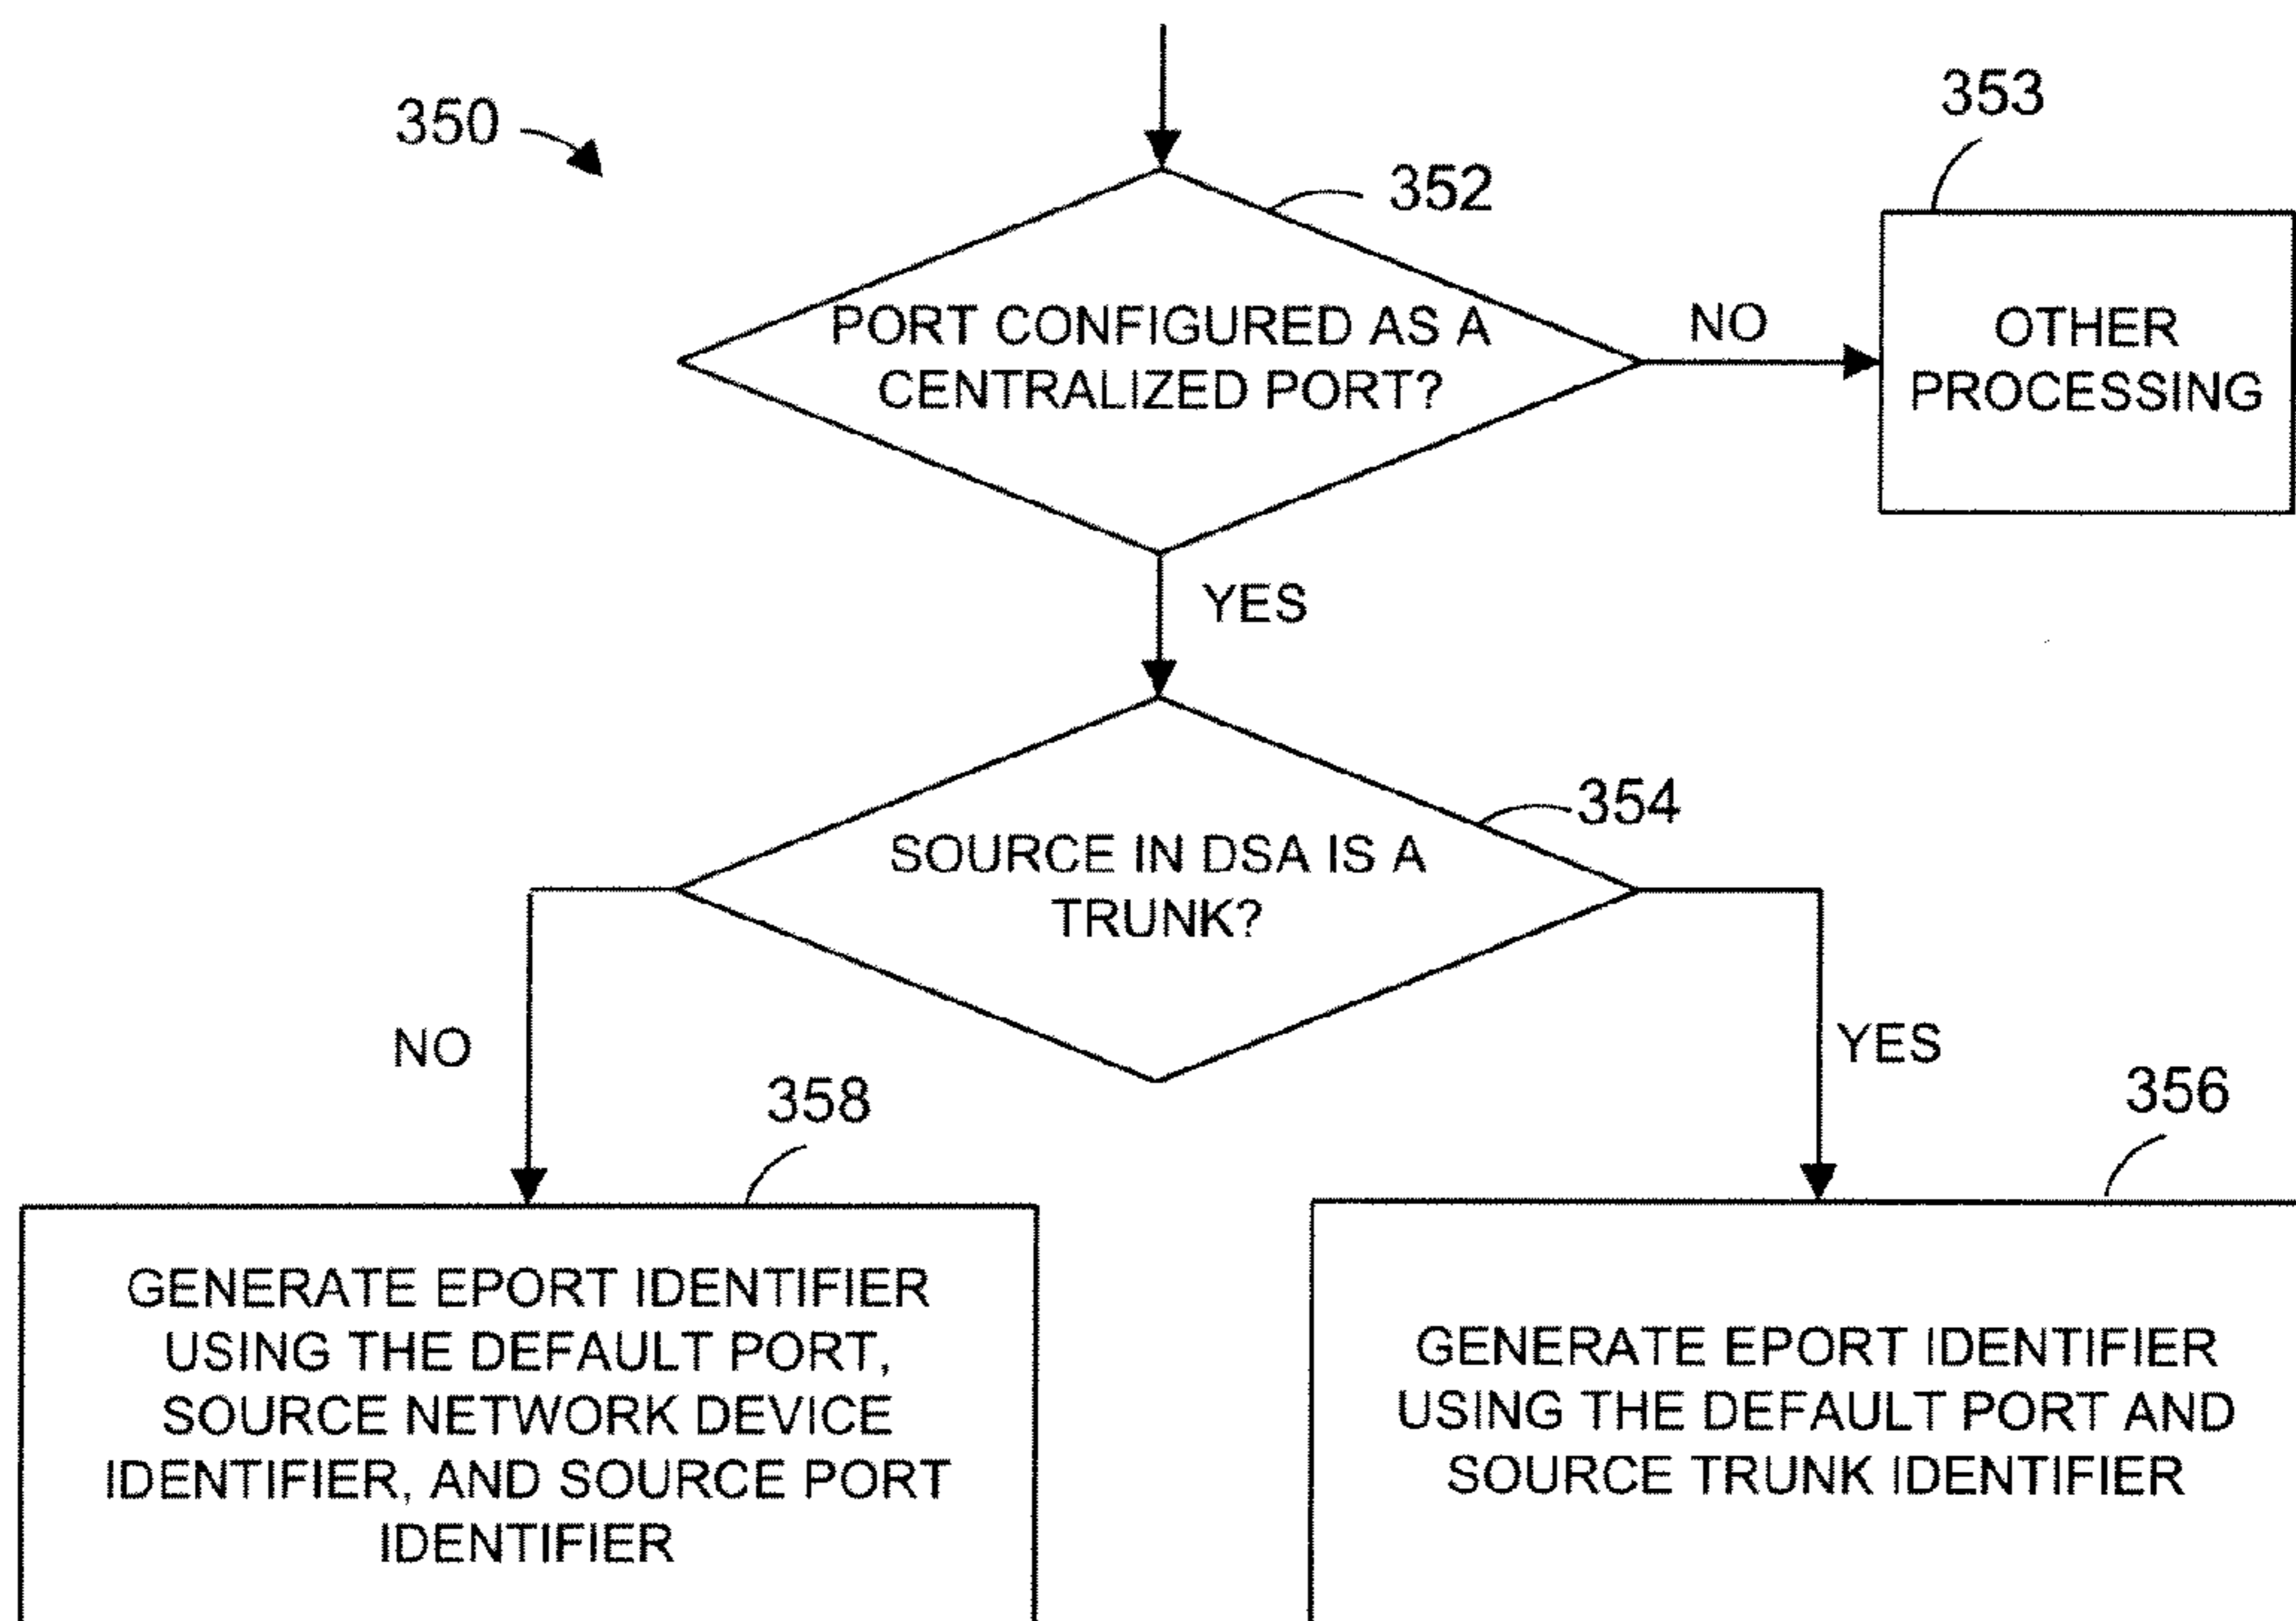 350
352
353
PORT CONFIGURED AS A
CENTRALIZED PORT?
NO
OTHER
PROCESSING
YES
354
SOURCE IN DSA IS A
TRUNK?
NO
YES
358
356
GENERATE EPORT IDENTIFIER
USING THE DEFAULT PORT,
SOURCE NETWORK DEVICE
IDENTIFIER, AND SOURCE PORT
IDENTIFIER
GENERATE EPORT IDENTIFIER
USING THE DEFAULT PORT AND
SOURCE TRUNK IDENTIFIER